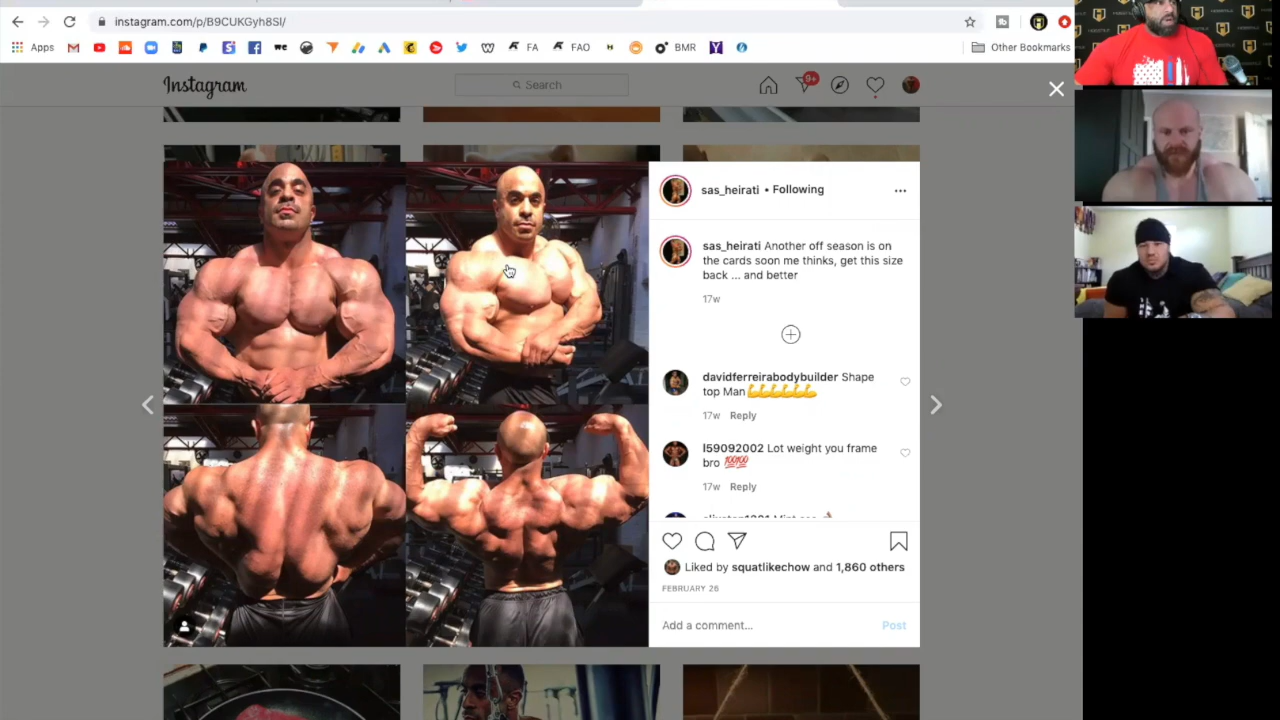 instagram.com/p/B9CUKGyh8Sl/
Apps
FA
FAO
BMR
Other Bookmarks
Instagram
Search
9+
sas_heirati • Following
sas_heirati Another off season is on
the cards soon me thinks, get this size
back ... and better
17w
davidferreirabodybuilder Shape
top Man 💪💪💪💪💪💪
17w Reply
l59092002 Lot weight you frame
bro 💯💯
17w Reply
Liked by squatlikechow and 1,860 others
FEBRUARY 26
Add a comment...
Post